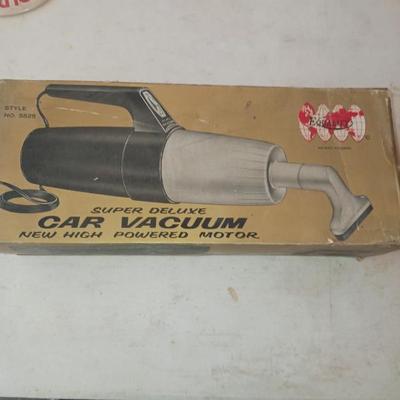 STYLE
NO. 5525
SUPER DELUXE
CAR VACUUM
NEW HIGH POWERED MOTOR